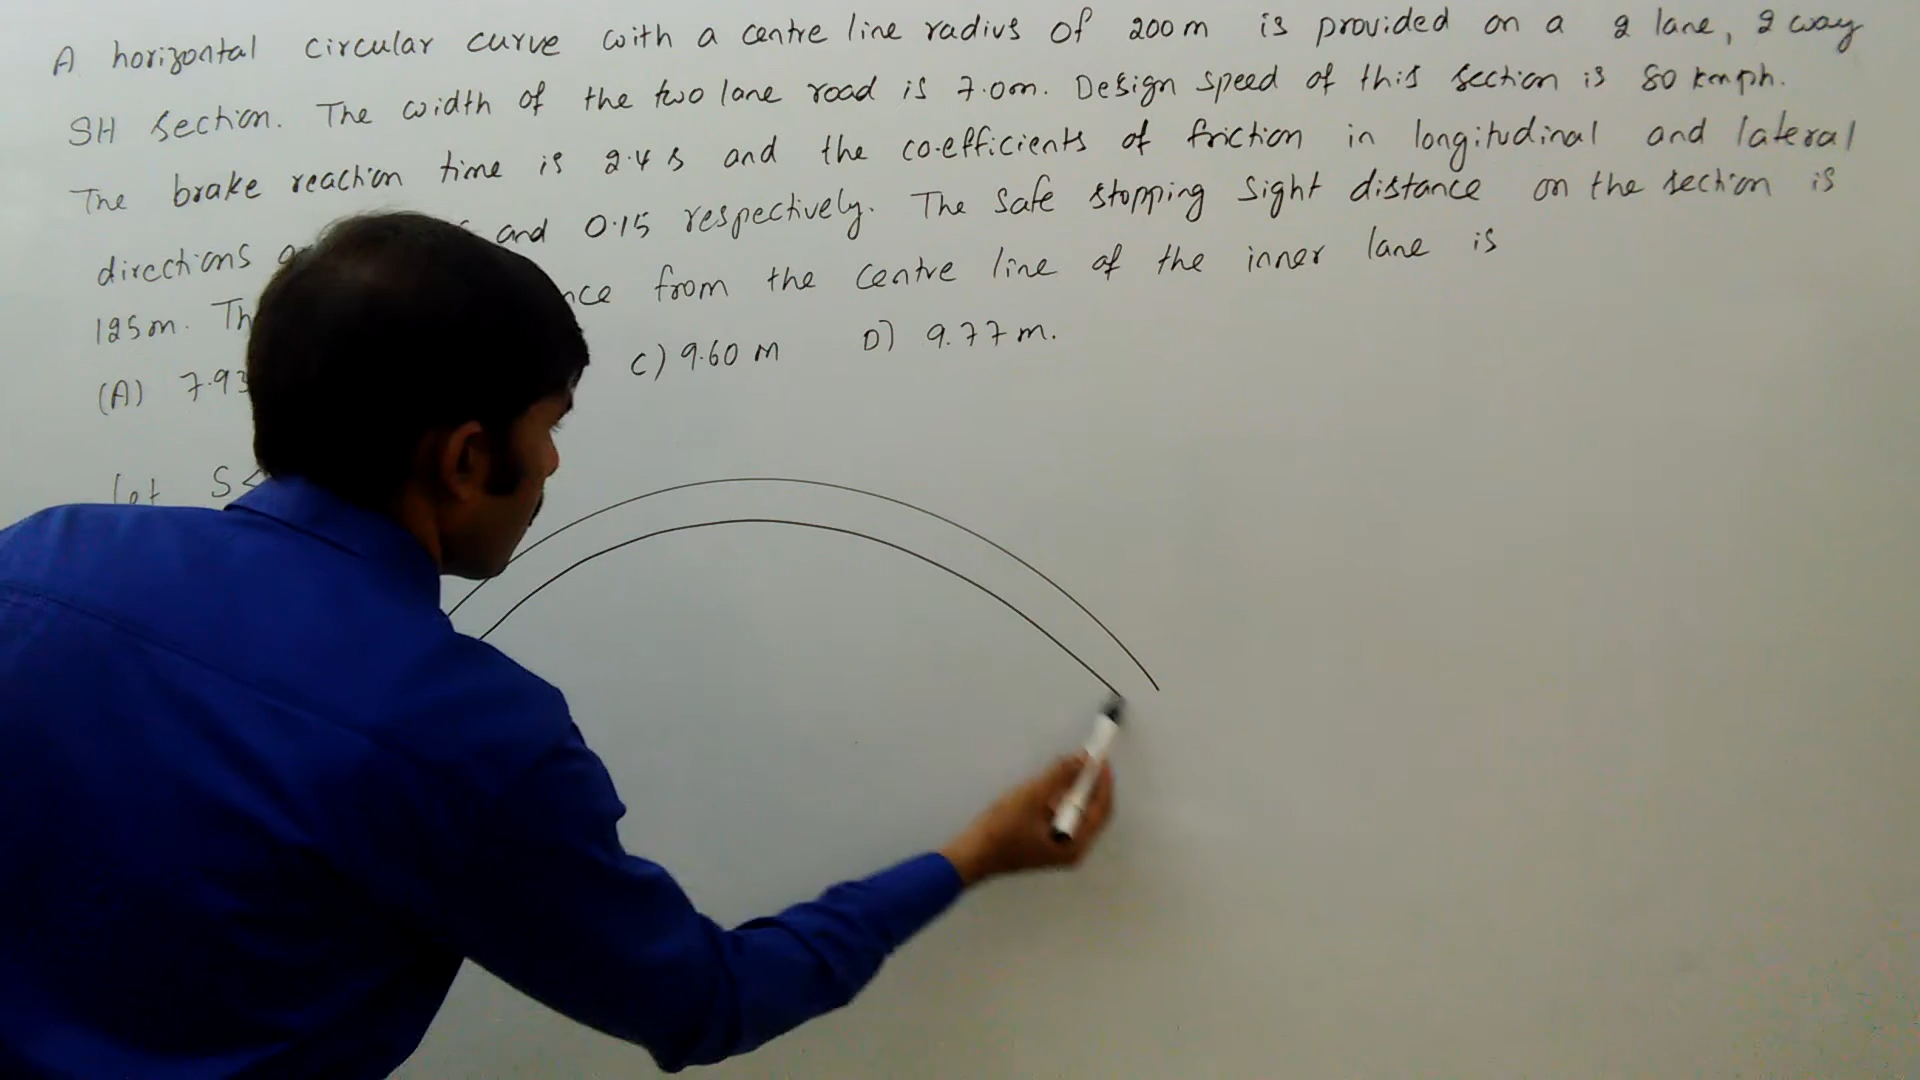 A horizontal circular curve with a centre line radius of 200 m is provided on a 2 lane, 2 way
SH section. The width of the two lane road is 7.0m. Design speed of this section is 80 kmph.
The brake reaction time is 2.4 s and the co-efficients of friction in longitudinal and lateral
directions and 0.15 respectively. The safe stopping sight distance on the section is
125m. from the centre line of the inner lane is
(A) 7.93 C) 9.60 m D) 9.77 m.
let S<